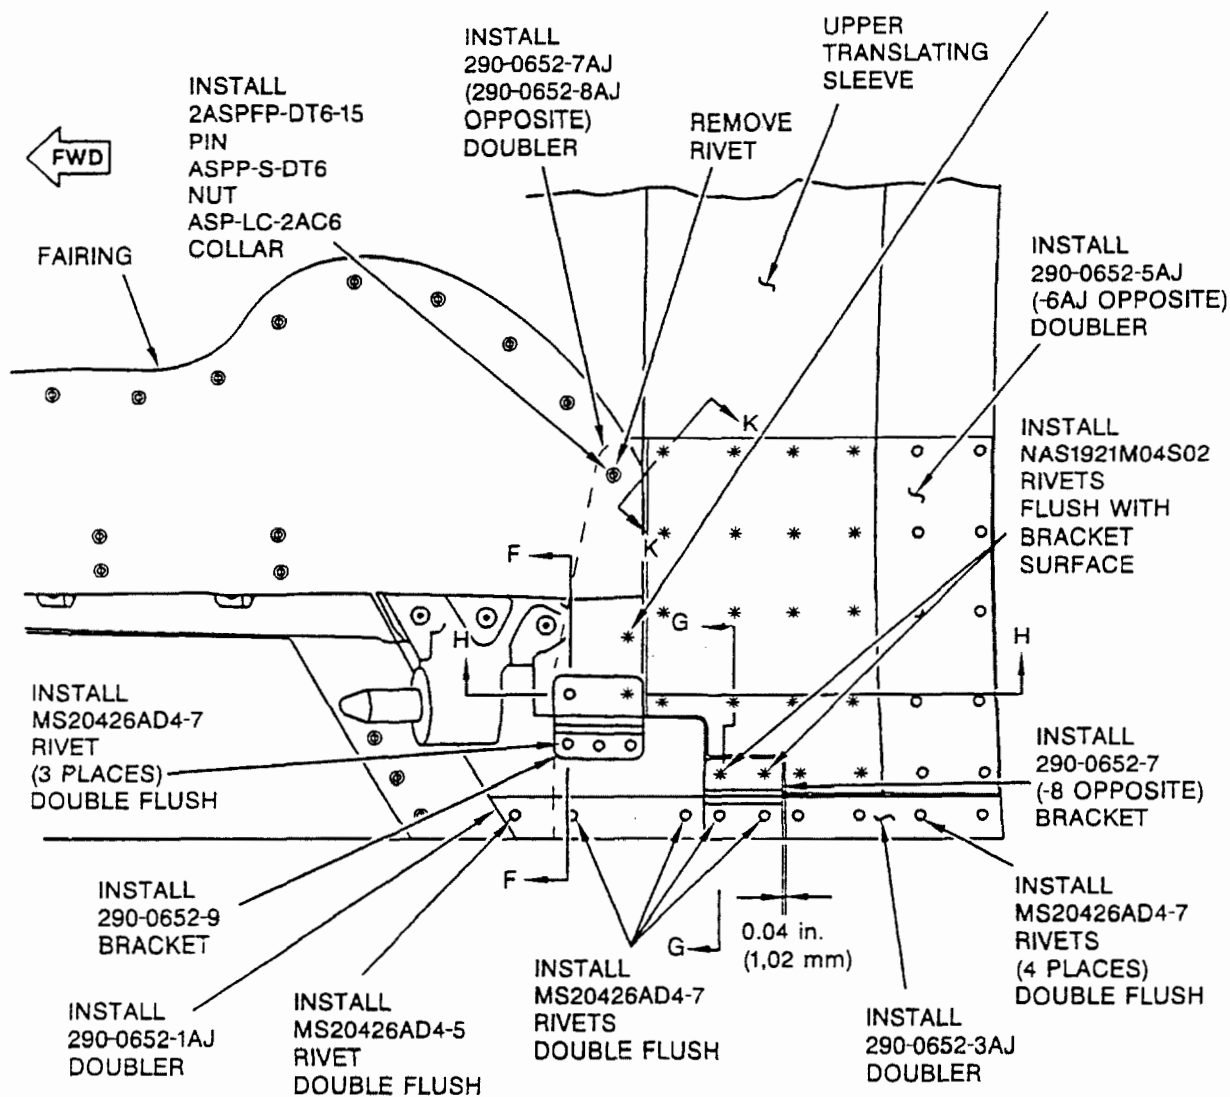 INSTALL
290-0652-7AJ
(290-0652-8AJ
OPPOSITE)
DOUBLER
UPPER
TRANSLATING
SLEEVE
INSTALL
2ASPFP-DT6-15
PIN
ASPP-S-DT6
NUT
ASP-LC-2AC6
COLLAR
REMOVE
RIVET
FWD
FAIRING
INSTALL
290-0652-5AJ
(-6AJ OPPOSITE)
DOUBLER
K
K
INSTALL
NAS1921M04S02
RIVETS
FLUSH WITH
BRACKET
SURFACE
F
G
H
H
INSTALL
MS20426AD4-7
RIVET
(3 PLACES)
DOUBLE FLUSH
INSTALL
290-0652-7
(-8 OPPOSITE)
BRACKET
F
G
0.04 in.
(1,02 mm)
INSTALL
290-0652-9
BRACKET
INSTALL
MS20426AD4-7
RIVETS
(4 PLACES)
DOUBLE FLUSH
INSTALL
290-0652-1AJ
DOUBLER
INSTALL
MS20426AD4-5
RIVET
DOUBLE FLUSH
INSTALL
MS20426AD4-7
RIVETS
DOUBLE FLUSH
INSTALL
290-0652-3AJ
DOUBLER